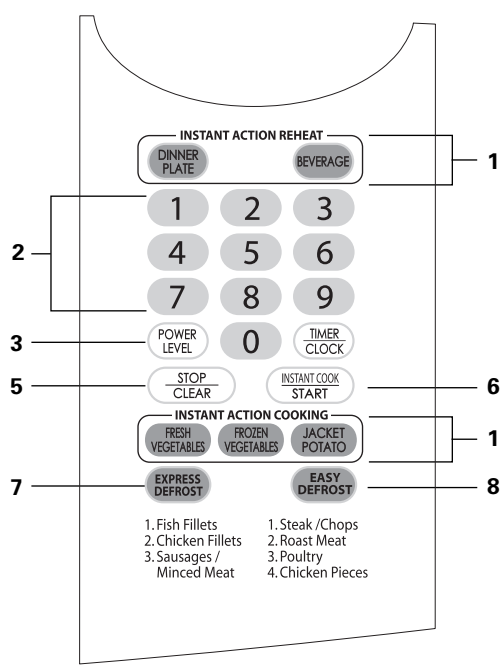 INSTANT ACTION REHEAT
DINNER
PLATE
BEVERAGE
1
1 2 3
2
4 5 6
7 8 9
3
POWER
LEVEL
0
TIMER
CLOCK
5
STOP
CLEAR
INSTANT COOK
START
6
INSTANT ACTION COOKING
FRESH
VEGETABLES
FROZEN
VEGETABLES
JACKET
POTATO
1
7
EXPRESS
DEFROST
EASY
DEFROST
8
1. Fish Fillets
2. Chicken Fillets
3. Sausages /
Minced Meat
1. Steak /Chops
2. Roast Meat
3. Poultry
4. Chicken Pieces